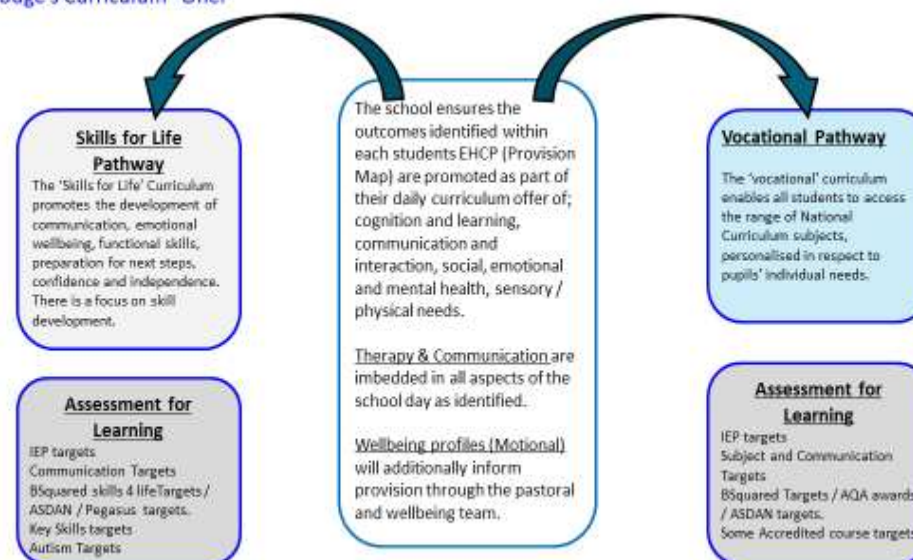 Curriculum "One!
Skills for Life
Pathway
The 'Skills for Life' Curriculum
promotes the development of
communication, emotional
wellbeing, functional skills,
preparation for next steps,
confidence and independence.
There is a focus on skill
development.
Assessment for
Learning
IEP targets
Communication Targets
BSquared skills 4 lifeTargets /
ASDAN / Pegasus targets.
Key Skills targets
Autism Targets
The school ensures the
outcomes identified within
each students EHCP (Provision
Map) are promoted as part of
their daily curriculum offer of;
cognition and learning,
communication and
interaction, social, emotional
and mental health, sensory /
physical needs.
Therapy & Communication are
imbedded in all aspects of the
school day as identified.
Wellbeing profiles (Motional)
will additionally inform
provision through the pastoral
and wellbeing team.
Vocational Pathway
The 'vocational' curriculum
enables all students to access
the range of National
Curriculum subjects,
personalised in respect to
pupils' individual needs.
Assessment for
Learning
IEP targets
Subject and Communication
Targets
BSquared Targets / AQA awards
/ ASDAN targets.
Some Accredited course targets